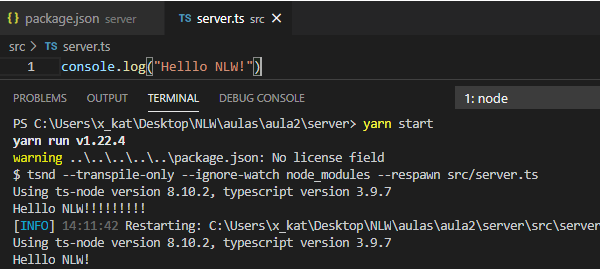 {} package.json server
TS server.ts src ×
src > TS server.ts
1 console.log("Helllo NLW!")
PROBLEMS OUTPUT TERMINAL DEBUG CONSOLE 1: node
PS C:\Users\x_kat\Desktop\NLW\aulas\aula2\server> yarn start
yarn run v1.22.4
warning ..\..\..\..\..\package.json: No license field
$ tsnd --transpile-only --ignore-watch node_modules --respawn src/server.ts
Using ts-node version 8.10.2, typescript version 3.9.7
Helllo NLW!!!!!!!!!
[INFO] 14:11:42 Restarting: C:\Users\x_kat\Desktop\NLW\aulas\aula2\server\src\server
Using ts-node version 8.10.2, typescript version 3.9.7
Helllo NLW!